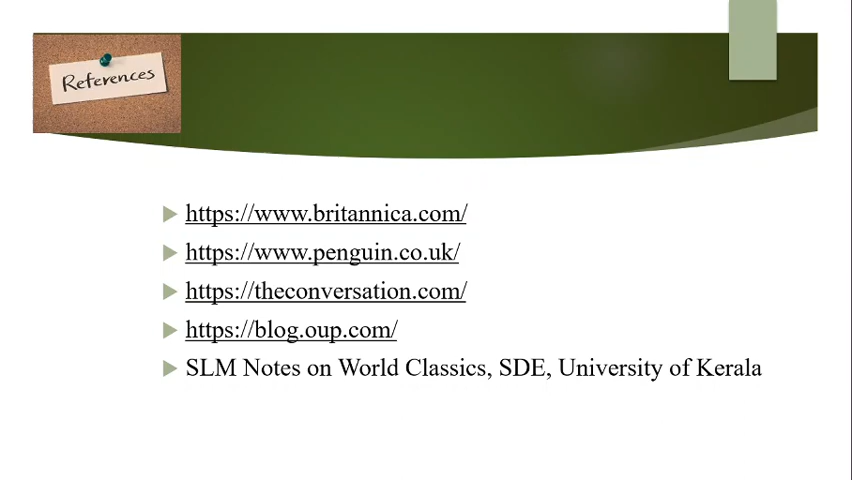 References
https://www.britannica.com/
https://www.penguin.co.uk/
https://theconversation.com/
https://blog.oup.com/
SLM Notes on World Classics, SDE, University of Kerala